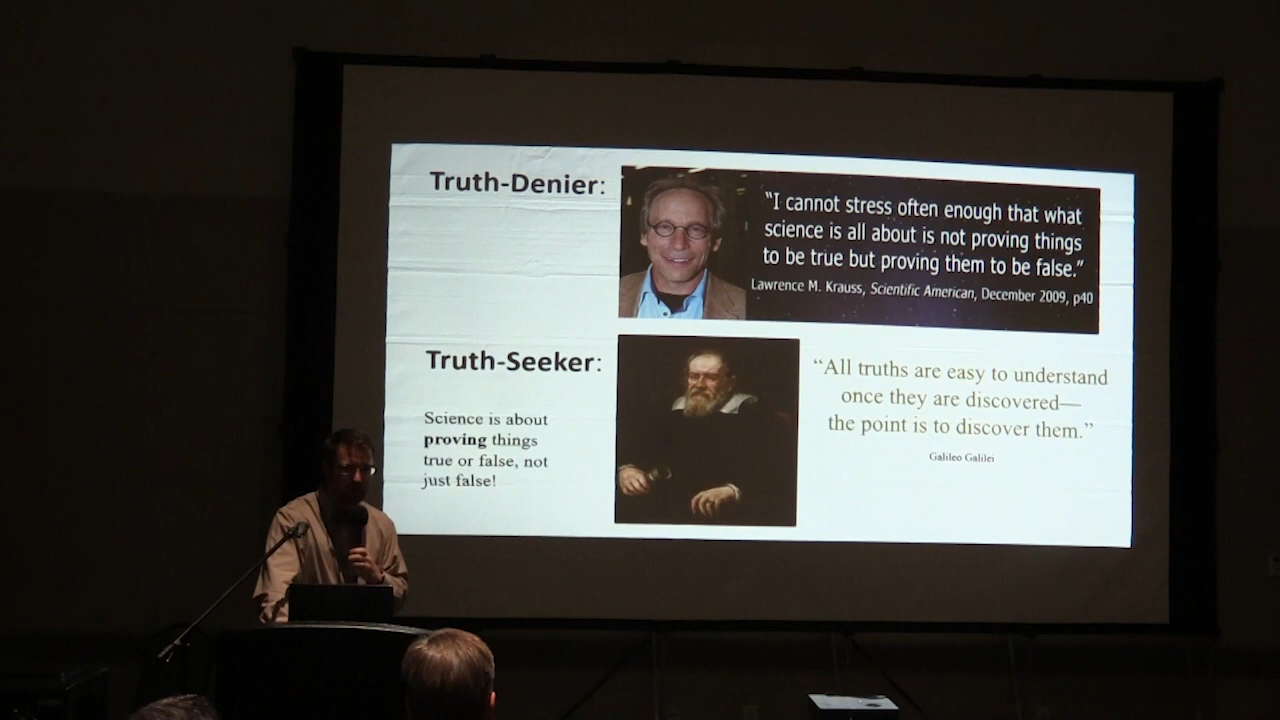 Truth-Denier:
"I cannot stress often enough that what
science is all about is not proving things
to be true but proving them to be false."
Lawrence M. Krauss, Scientific American, December 2009, p40
Truth-Seeker:
Science is about
proving things
true or false, not
just false!
"All truths are easy to understand
once they are discovered—
the point is to discover them."
Galileo Galilei